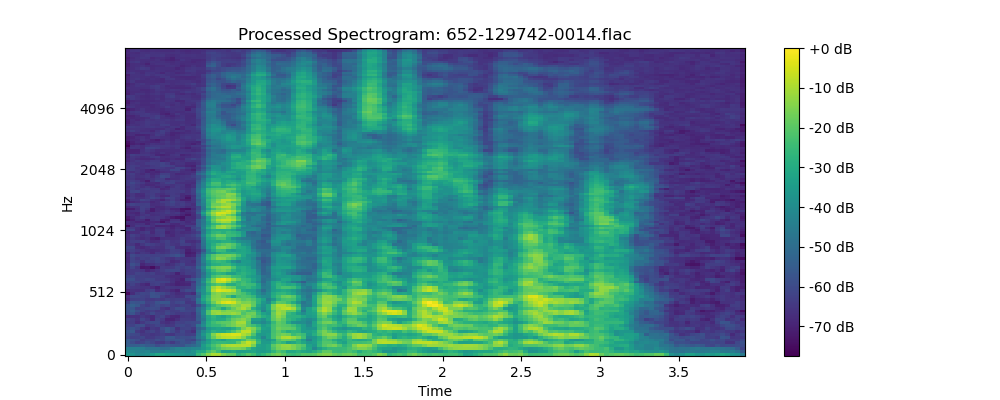 Processed Spectrogram: 652-129742-0014.flac
Hz
4096
2048
1024
512
0
0 0.5 1 1.5 2 2.5 3 3.5
Time
+0 dB
-10 dB
-20 dB
-30 dB
-40 dB
-50 dB
-60 dB
-70 dB